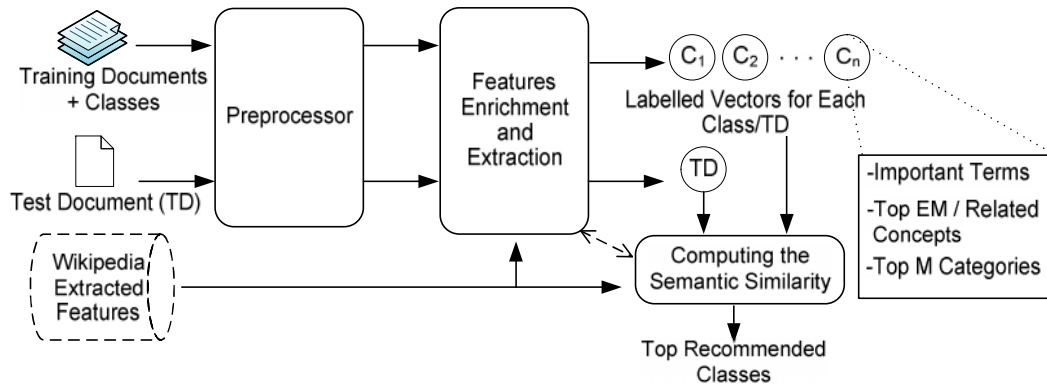 Training Documents
+ Classes
Test Document (TD)
Wikipedia
Extracted
Features
Preprocessor
Features
Enrichment
and
Extraction
C1 C2 · · · Cn
Labelled Vectors for Each
Class/TD
TD
Computing the
Semantic Similarity
Top Recommended
Classes
-Important Terms
-Top EM / Related
Concepts
-Top M Categories